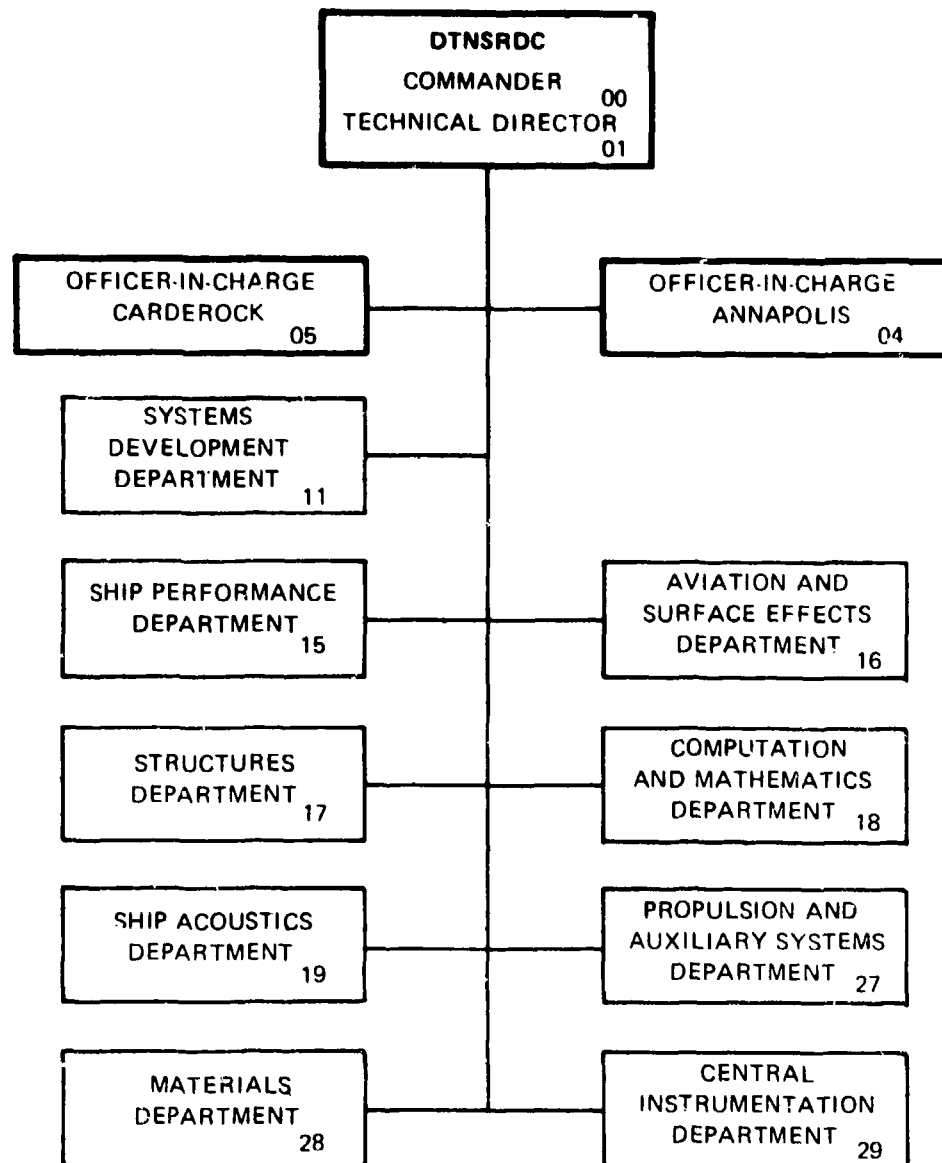 DTNSRDC
COMMANDER
00
TECHNICAL DIRECTOR
01
OFFICER-IN-CHARGE
CARDEROCK
05
OFFICER-IN-CHARGE
ANNAPOLIS
04
SYSTEMS
DEVELOPMENT
DEPARTMENT
11
SHIP PERFORMANCE
DEPARTMENT
15
AVIATION AND
SURFACE EFFECTS
DEPARTMENT
16
STRUCTURES
DEPARTMENT
17
COMPUTATION
AND MATHEMATICS
DEPARTMENT
18
SHIP ACOUSTICS
DEPARTMENT
19
PROPULSION AND
AUXILIARY SYSTEMS
DEPARTMENT
27
MATERIALS
DEPARTMENT
28
CENTRAL
INSTRUMENTATION
DEPARTMENT
29